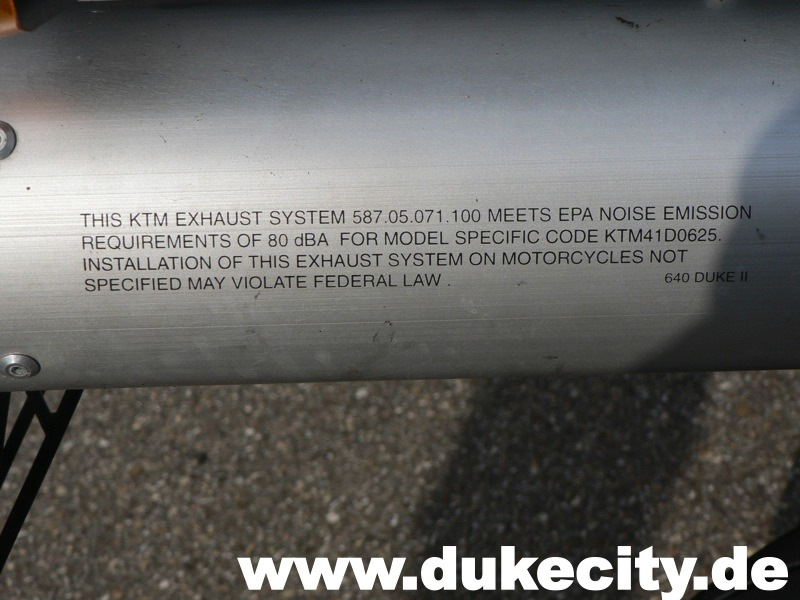 THIS KTM EXHAUST SYSTEM 587.05.071.100 MEETS EPA NOISE EMISSION
REQUIREMENTS OF 80 dBA FOR MODEL SPECIFIC CODE KTM41D0625.
INSTALLATION OF THIS EXHAUST SYSTEM ON MOTORCYCLES NOT
SPECIFIED MAY VIOLATE FEDERAL LAW . 640 DUKE II
www.dukecity.de